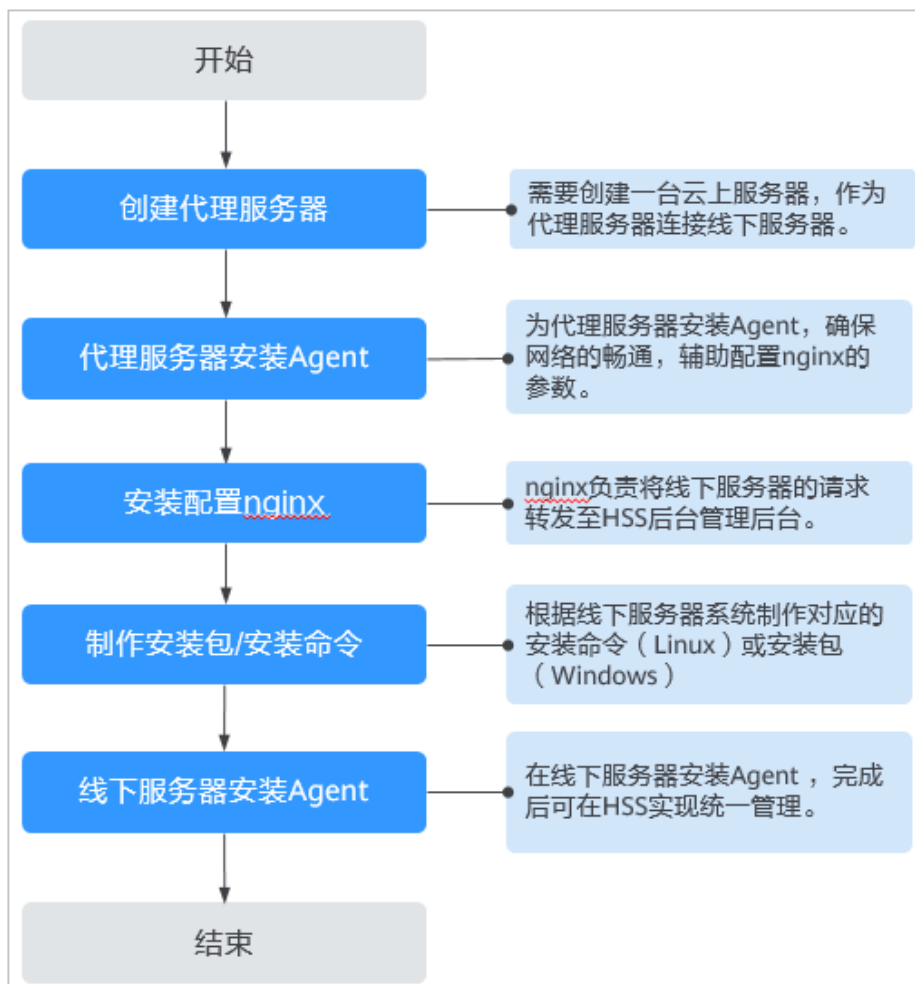 开始
创建代理服务器
需要创建一台云上服务器，作为
代理服务器连接线下服务器。
代理服务器安装Agent
为代理服务器安装Agent，确保
网络的畅通，辅助配置nginx的
参数。
安装配置nginx
nginx负责将线下服务器的请求
转发至HSS后台管理后台。
制作安装包/安装命令
根据线下服务器系统制作对应的
安装命令（Linux）或安装包
（Windows）
线下服务器安装Agent
在线下服务器安装Agent ，完成
后可在HSS实现统一管理。
结束